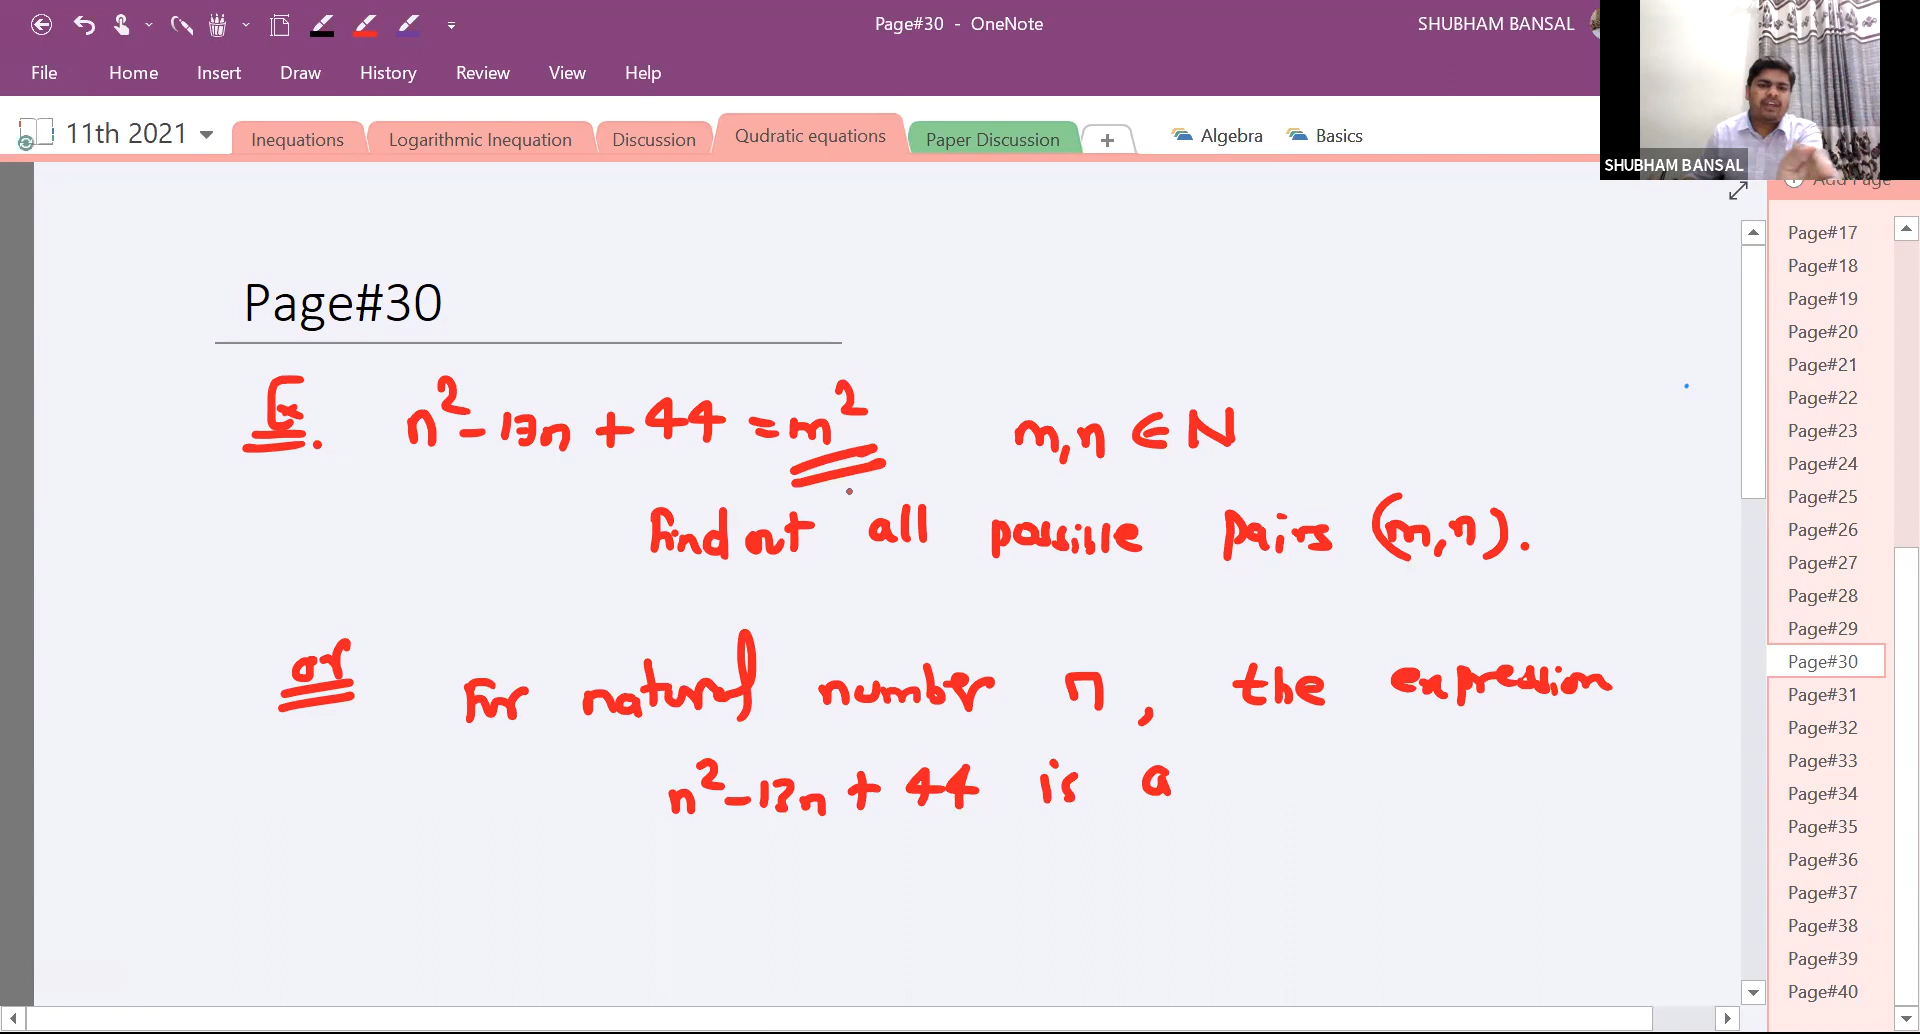 Page#30 - OneNote
SHUBHAM BANSAL
File Home Insert Draw History Review View Help
11th 2021
Inequations
Logarithmic Inequation
Discussion
Qudratic equations
Paper Discussion
+
Algebra
Basics
SHUBHAM BANSAL
Add Page
Page#30
Ex. n² - 13n + 44 = m² m, n ∈ N
Find out all possible pairs (m, n).
or For natural number n, the expression
n² - 13n + 44 is a
Page#17
Page#18
Page#19
Page#20
Page#21
Page#22
Page#23
Page#24
Page#25
Page#26
Page#27
Page#28
Page#29
Page#30
Page#31
Page#32
Page#33
Page#34
Page#35
Page#36
Page#37
Page#38
Page#39
Page#40